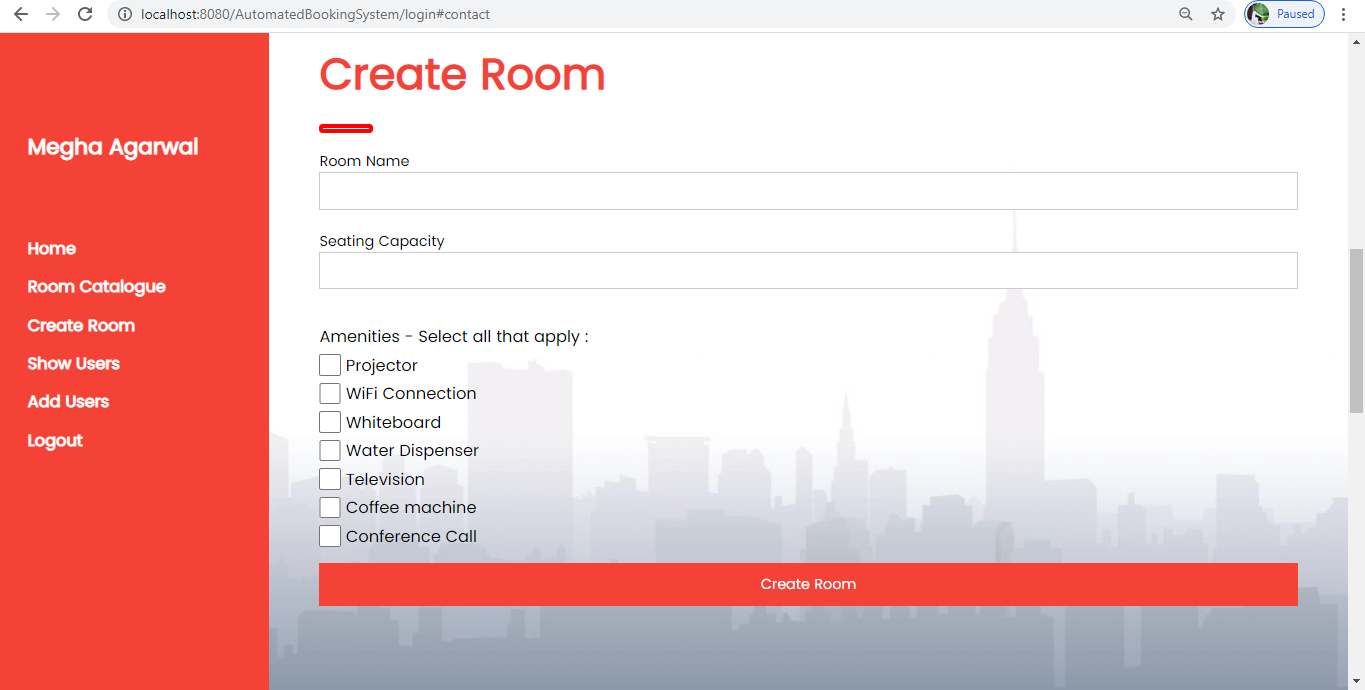 localhost:8080/AutomatedBookingSystem/login#contact
Paused
Megha Agarwal
Home
Room Catalogue
Create Room
Show Users
Add Users
Logout
Create Room
Room Name
Seating Capacity
Amenities - Select all that apply :
Projector
WiFi Connection
Whiteboard
Water Dispenser
Television
Coffee machine
Conference Call
Create Room